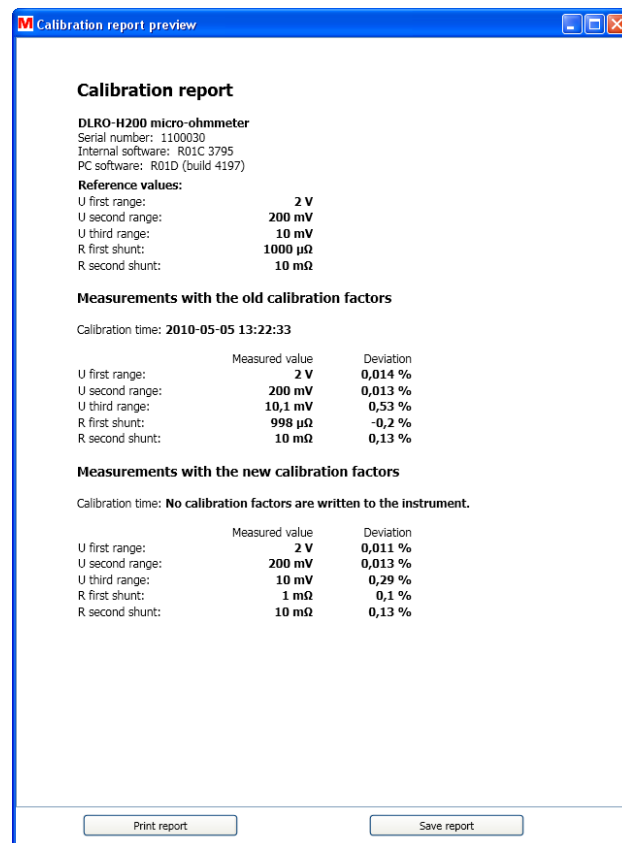 M Calibration report preview
Calibration report
DLRO-H200 micro-ohmmeter
Serial number: 1100030
Internal software: R01C 3795
PC software: R01D (build 4197)
Reference values:
U first range: 2 V
U second range: 200 mV
U third range: 10 mV
R first shunt: 1000 µΩ
R second shunt: 10 mΩ
Measurements with the old calibration factors
Calibration time: 2010-05-05 13:22:33
Measured value Deviation
U first range: 2 V 0,014 %
U second range: 200 mV 0,013 %
U third range: 10,1 mV 0,53 %
R first shunt: 998 µΩ -0,2 %
R second shunt: 10 mΩ 0,13 %
Measurements with the new calibration factors
Calibration time: No calibration factors are written to the instrument.
Measured value Deviation
U first range: 2 V 0,011 %
U second range: 200 mV 0,013 %
U third range: 10 mV 0,29 %
R first shunt: 1 mΩ 0,1 %
R second shunt: 10 mΩ 0,13 %
Print report Save report